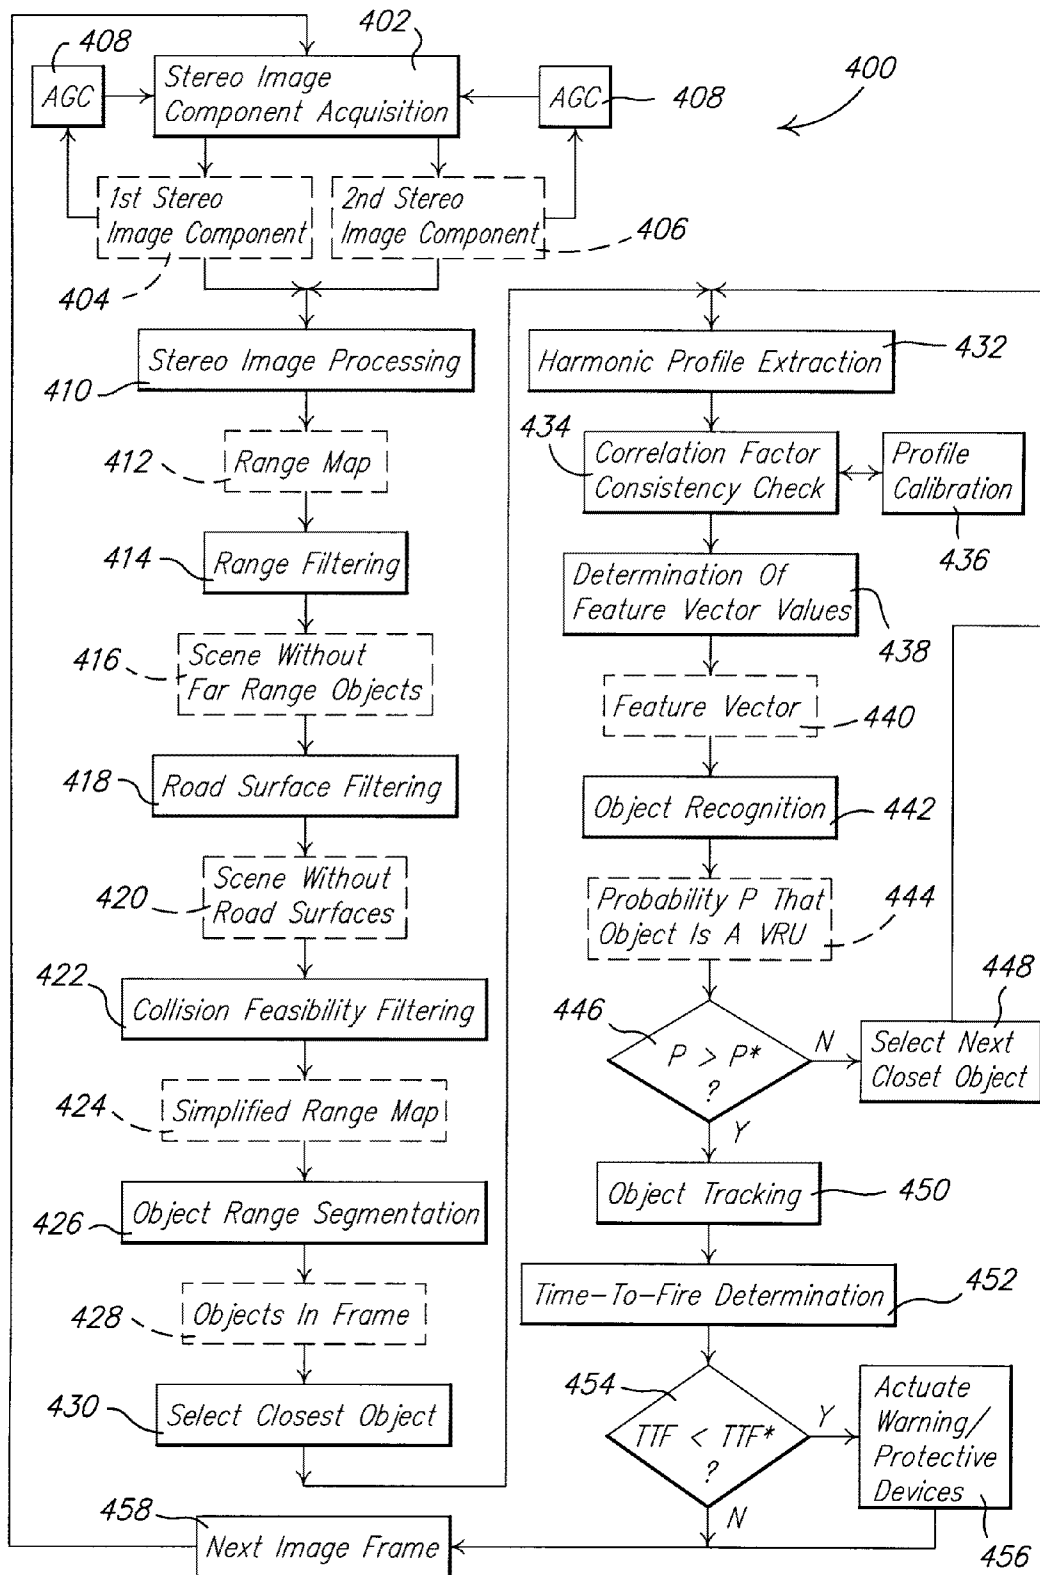 402
408
AGC
Stereo Image
Component Acquisition
AGC
408
400
1st Stereo
Image Component
404
2nd Stereo
Image Component
406
Stereo Image Processing
410
412
Range Map
414
Range Filtering
416
Scene Without
Far Range Objects
418
Road Surface Filtering
420
Scene Without
Road Surfaces
422
Collision Feasibility Filtering
424
Simplified Range Map
426
Object Range Segmentation
428
Objects In Frame
430
Select Closest Object
Harmonic Profile Extraction
432
434
Correlation Factor
Consistency Check
Profile
Calibration
436
Determination Of
Feature Vector Values
438
Feature Vector
440
Object Recognition
442
Probability P That
Object Is A VRU
444
446
P > P*
?
N
Y
448
Select Next
Closet Object
Object Tracking
450
Time-To-Fire Determination
452
454
TTF < TTF*
?
Y
N
Actuate
Warning/
Protective
Devices
456
458
Next Image Frame